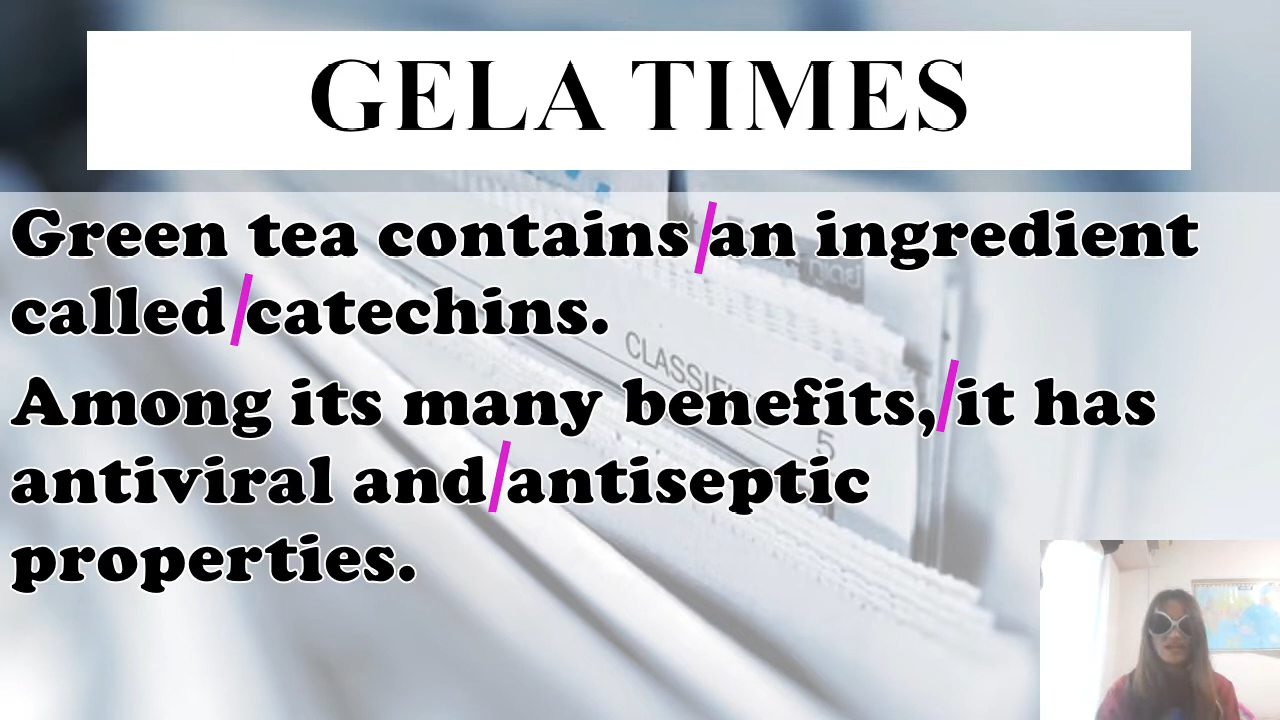 GELA TIMES
Green tea contains/an ingredient
called/catechins.
Among its many benefits,/it has
antiviral and/antiseptic
properties.
5